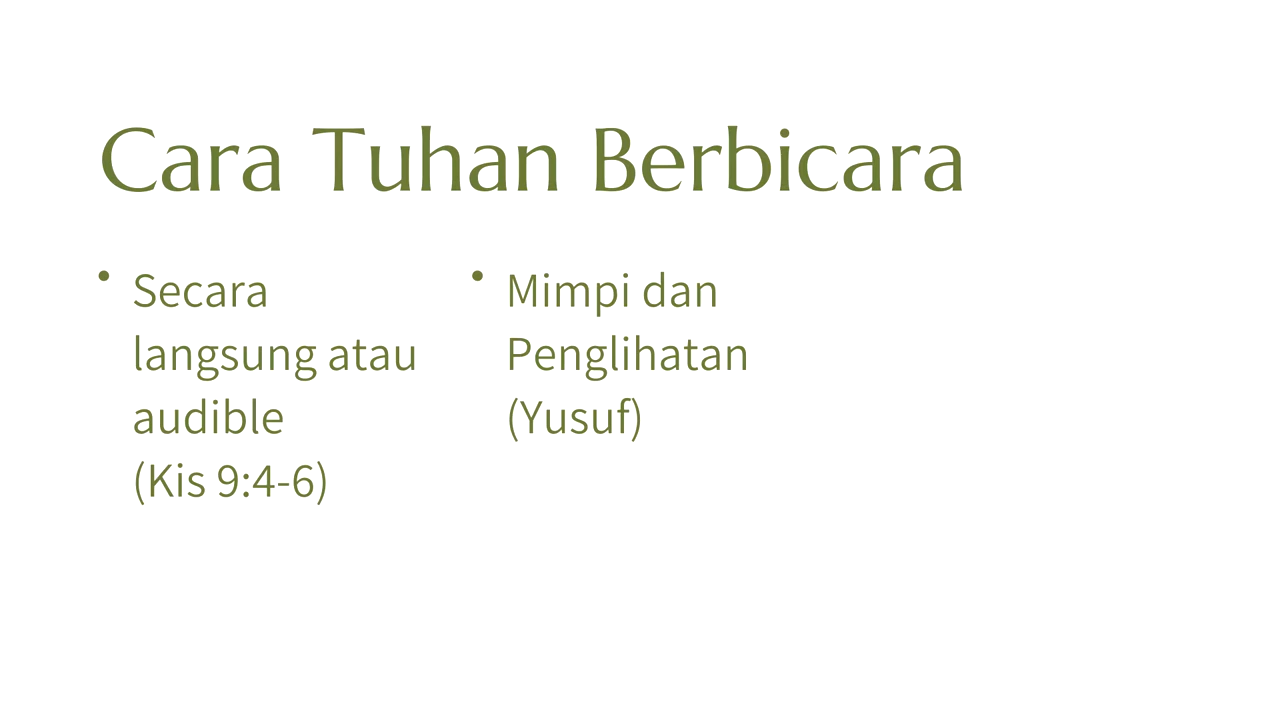 Cara Tuhan Berbicara
• Secara
langsung atau
audible
(Kis 9:4-6)
• Mimpi dan
Penglihatan
(Yusuf)